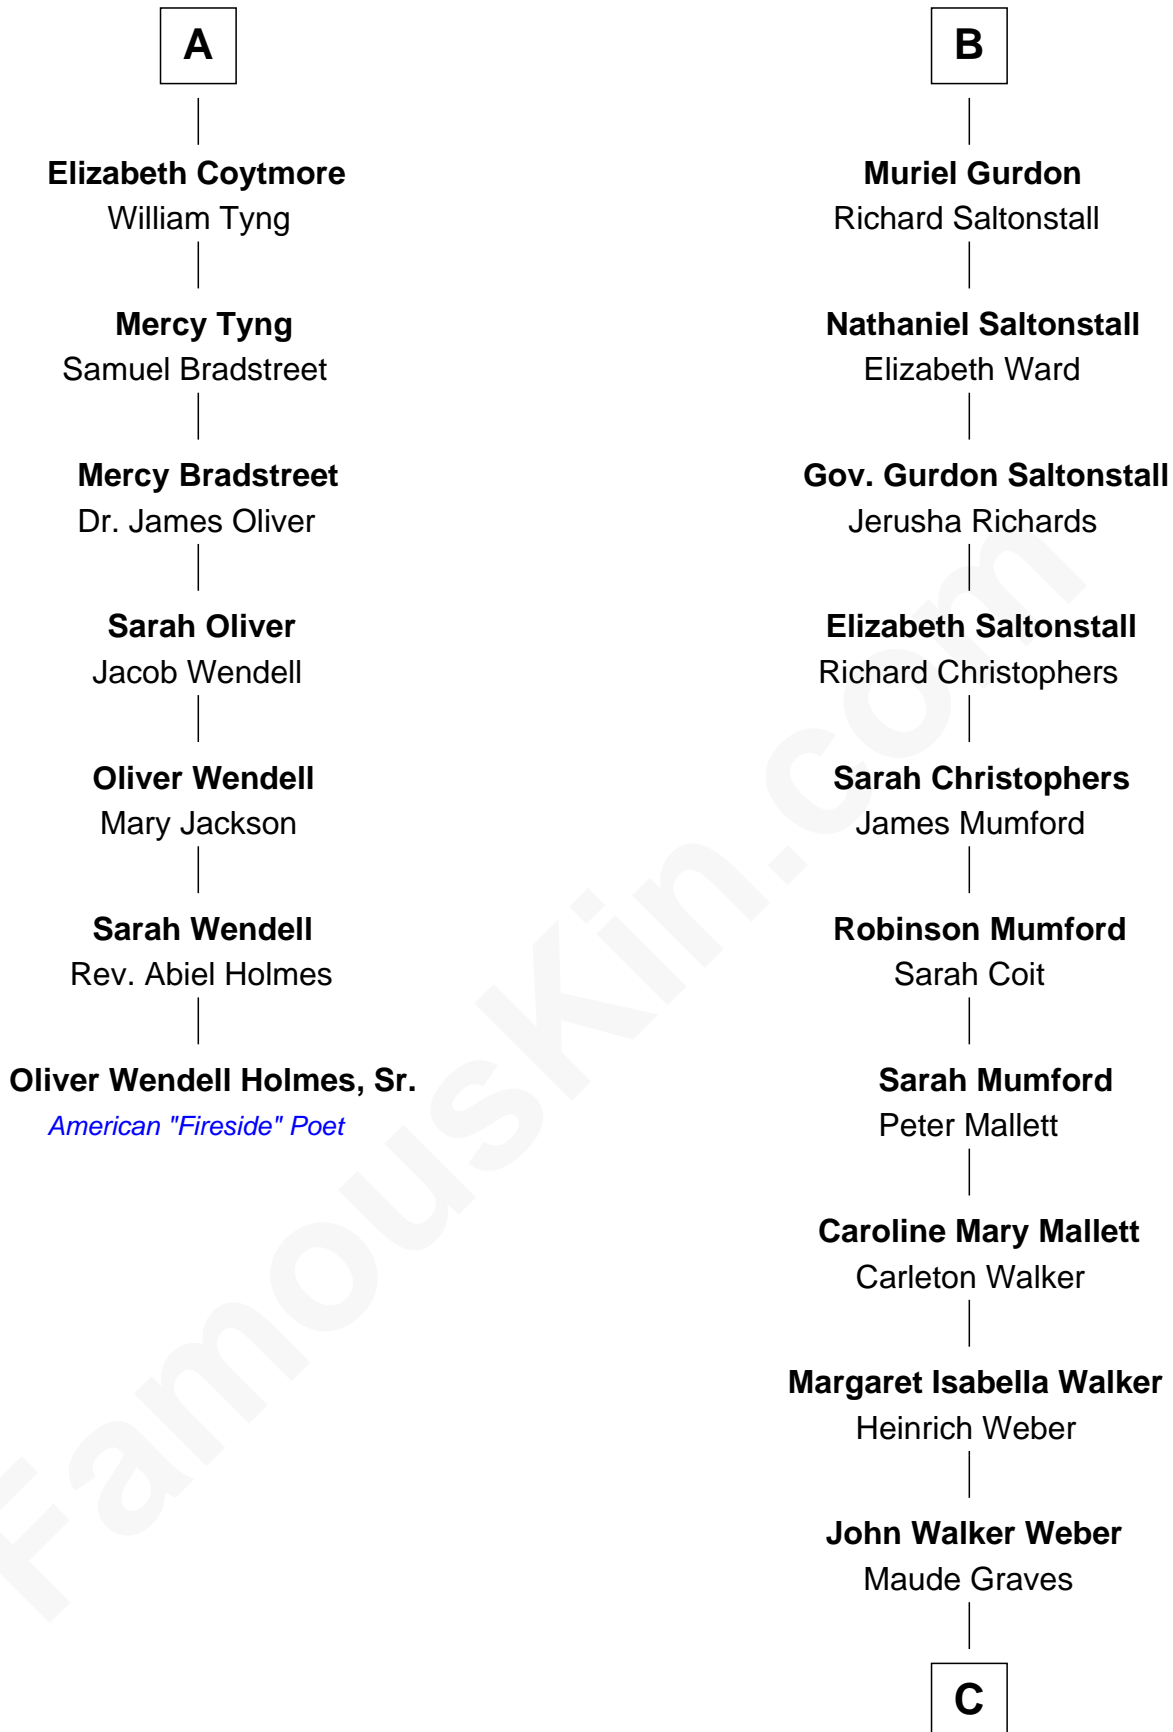 A
Elizabeth Coytmore
William Tyng
Mercy Tyng
Samuel Bradstreet
Mercy Bradstreet
Dr. James Oliver
Sarah Oliver
Jacob Wendell
Oliver Wendell
Mary Jackson
Sarah Wendell
Rev. Abiel Holmes
Oliver Wendell Holmes, Sr.
American "Fireside" Poet
B
Muriel Gurdon
Richard Saltonstall
Nathaniel Saltonstall
Elizabeth Ward
Gov. Gurdon Saltonstall
Jerusha Richards
Elizabeth Saltonstall
Richard Christophers
Sarah Christophers
James Mumford
Robinson Mumford
Sarah Coit
Sarah Mumford
Peter Mallett
Caroline Mary Mallett
Carleton Walker
Margaret Isabella Walker
Heinrich Weber
John Walker Weber
Maude Graves
C
FamousKin.com